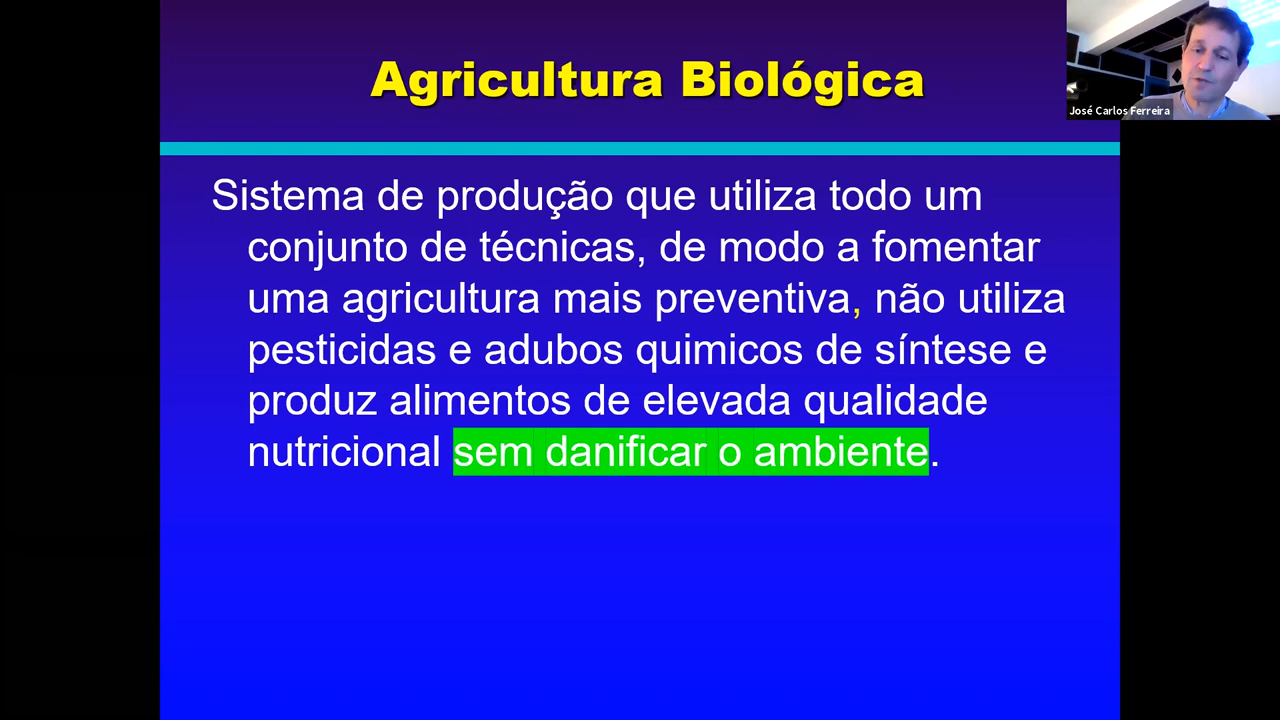 Agricultura Biológica
José Carlos Ferreira
Sistema de produção que utiliza todo um
conjunto de técnicas, de modo a fomentar
uma agricultura mais preventiva, não utiliza
pesticidas e adubos quimicos de síntese e
produz alimentos de elevada qualidade
nutricional sem danificar o ambiente.